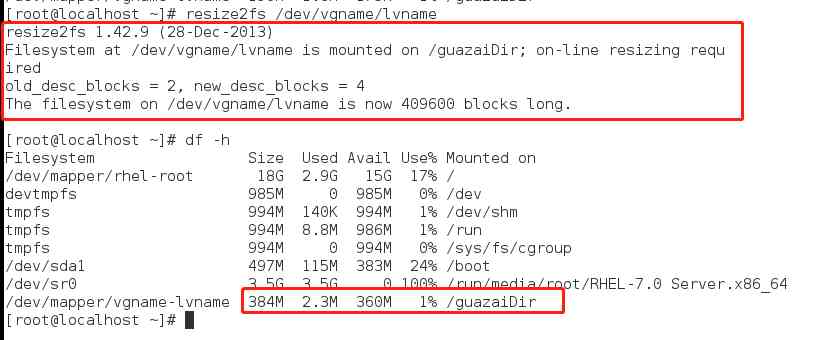 [root@localhost ~]# resize2fs /dev/vgname/lvname
resize2fs 1.42.9 (28-Dec-2013)
Filesystem at /dev/vgname/lvname is mounted on /guazaiDir; on-line resizing requ
ired
old_desc_blocks = 2, new_desc_blocks = 4
The filesystem on /dev/vgname/lvname is now 409600 blocks long.
[root@localhost ~]# df -h
Filesystem Size Used Avail Use% Mounted on
/dev/mapper/rhel-root 18G 2.9G 15G 17% /
devtmpfs 985M 0 985M 0% /dev
tmpfs 994M 140K 994M 1% /dev/shm
tmpfs 994M 8.8M 986M 1% /run
tmpfs 994M 0 994M 0% /sys/fs/cgroup
/dev/sda1 497M 115M 383M 24% /boot
/dev/sr0 3.5G 3.5G 0 100% /run/media/root/RHEL-7.0 Server.x86_64
/dev/mapper/vgname-lvname 384M 2.3M 360M 1% /guazaiDir
[root@localhost ~]#